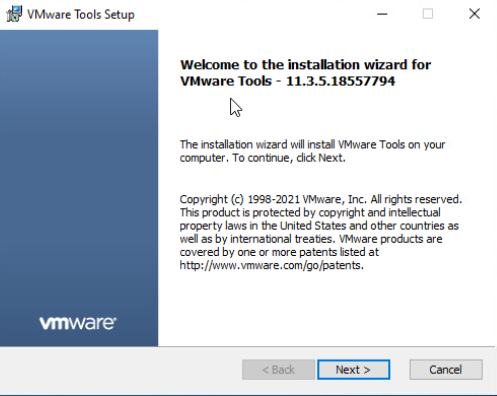 VMware Tools Setup
Welcome to the installation wizard for
VMware Tools - 11.3.5.18557794
The installation wizard will install VMware Tools on your
computer. To continue, click Next.
Copyright (c) 1998-2021 VMware, Inc. All rights reserved.
This product is protected by copyright and intellectual
property laws in the United States and other countries as
well as by international treaties. VMware products are
covered by one or more patents listed at
http://www.vmware.com/go/patents.
vmware®
< Back
Next >
Cancel